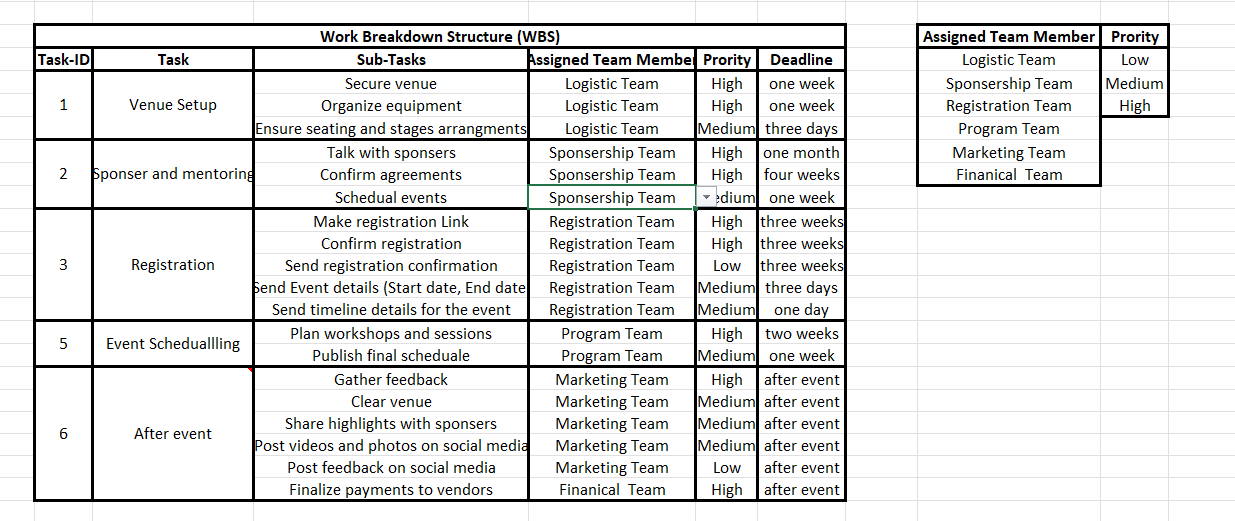 Work Breakdown Structure (WBS)
Task-ID Task Sub-Tasks Assigned Team Member Prority Deadline
1 Venue Setup
Secure venue Logistic Team High one week
Organize equipment Logistic Team High one week
Ensure seating and stages arrangments Logistic Team Medium three days
2 Sponser and mentoring
Talk with sponsers Sponsership Team High one month
Confirm agreements Sponsership Team High four weeks
Schedual events Sponsership Team edium one week
3 Registration
Make registration Link Registration Team High three weeks
Confirm registration Registration Team High three weeks
Send registration confirmation Registration Team Low three weeks
Send Event details (Start date, End date Registration Team Medium three days
Send timeline details for the event Registration Team Medium one day
5 Event Scheduallling
Plan workshops and sessions Program Team High two weeks
Publish final scheduale Program Team Medium one week
6 After event
Gather feedback Marketing Team High after event
Clear venue Marketing Team Medium after event
Share highlights with sponsers Marketing Team Medium after event
Post videos and photos on social media Marketing Team Medium after event
Post feedback on social media Marketing Team Low after event
Finalize payments to vendors Finanical Team High after event
Assigned Team Member Prority
Logistic Team Low
Sponsership Team Medium
Registration Team High
Program Team
Marketing Team
Finanical Team